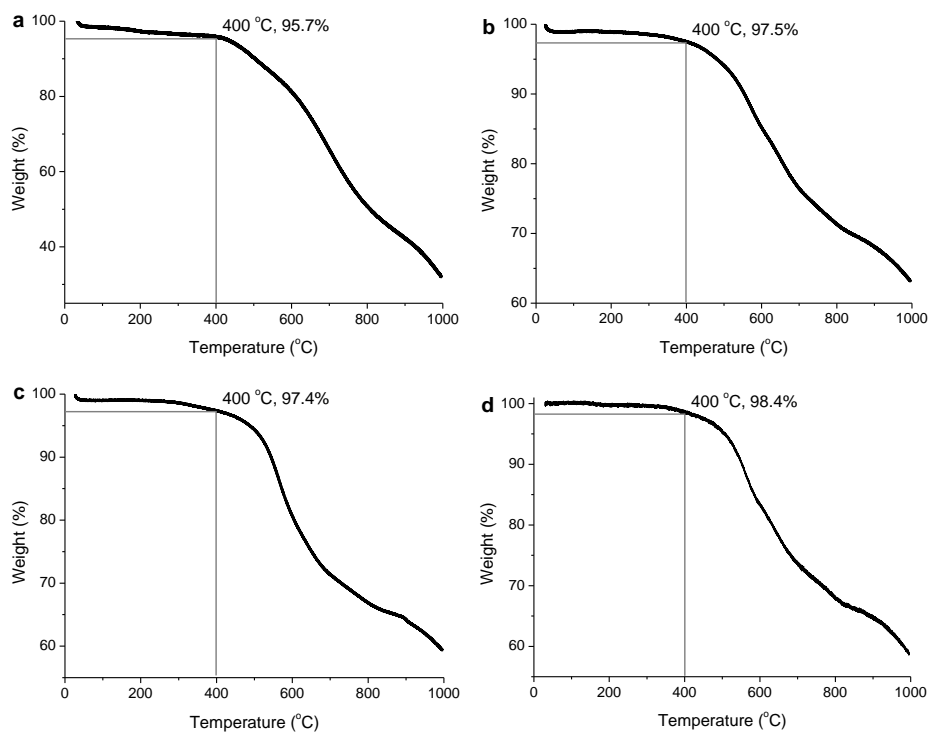 a
400 °C, 95.7%
100
80
60
40
Weight (%)
0 200 400 600 800 1000
Temperature (°C)
b
400 °C, 97.5%
100
90
80
70
60
Weight (%)
0 200 400 600 800 1000
Temperature (°C)
c
400 °C, 97.4%
100
90
80
70
60
Weight (%)
0 200 400 600 800 1000
Temperature (°C)
d
400 °C, 98.4%
100
90
80
70
60
Weight (%)
0 200 400 600 800 1000
Temperature (°C)